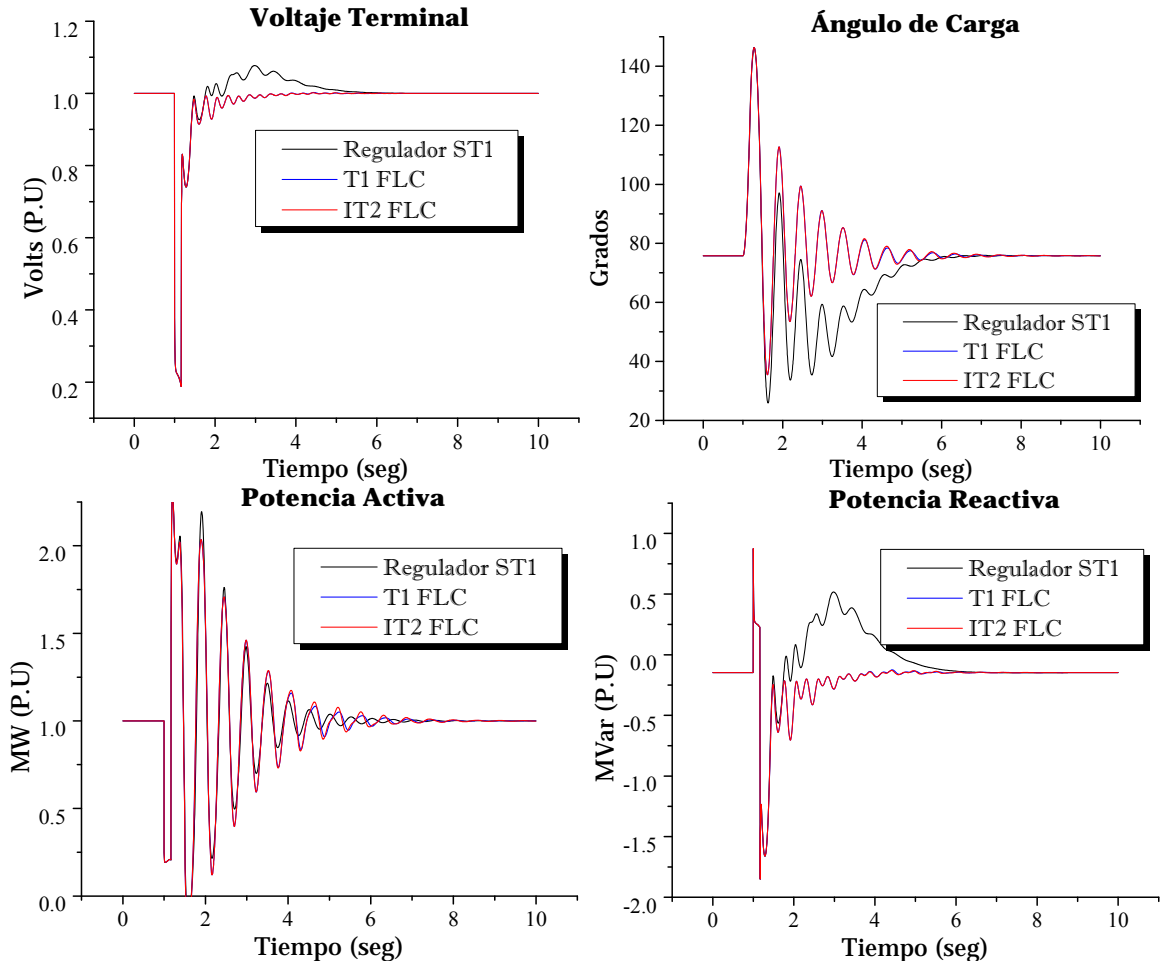 Voltaje Terminal
1.2
1.0
0.8
0.6
0.4
0.2
Volts (P.U)
Regulador ST1
T1 FLC
IT2 FLC
0 2 4 6 8 10
Tiempo (seg)
Ángulo de Carga
140
120
100
80
60
40
20
Grados
Regulador ST1
T1 FLC
IT2 FLC
0 2 4 6 8 10
Tiempo (seg)
Potencia Activa
2.0
1.5
1.0
0.5
0.0
MW (P.U)
Regulador ST1
T1 FLC
IT2 FLC
0 2 4 6 8 10
Tiempo (seg)
Potencia Reactiva
1.0
0.5
0.0
-0.5
-1.0
-1.5
-2.0
MVar (P.U)
Regulador ST1
T1 FLC
IT2 FLC
0 2 4 6 8 10
Tiempo (seg)